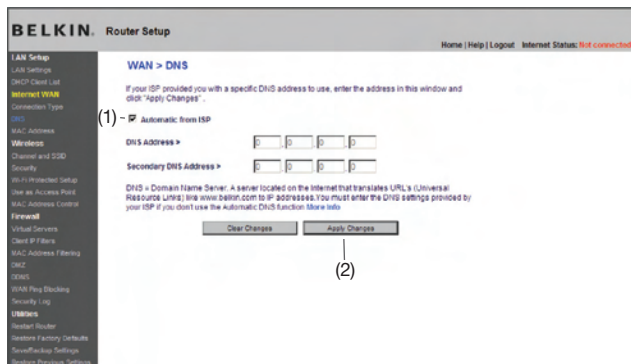 BELKIN. Router Setup
Home | Help | Logout Internet Status: Not connected
LAN Setup
LAN Settings
DHCP Client List
Internet WAN
Connection Type
DNS
MAC Address
Wireless
Channel and SSID
Security
Wi-Fi Protected Setup
Use as Access Point
MAC Address Control
Firewall
Virtual Servers
Client IP Filters
MAC Address Filtering
DMZ
DDNS
WAN Ping Blocking
Security Log
Utilities
Restart Router
Restore Factory Defaults
Save/Backup Settings
Restore Previous Settings
WAN > DNS
If your ISP provided you with a specific DNS address to use, enter the address in this window and
click "Apply Changes" .
(1) - Automatic from ISP
DNS Address > 0 . 0 . 0 . 0
Secondary DNS Address > 0 . 0 . 0 . 0
DNS = Domain Name Server. A server located on the Internet that translates URL's (Universal
Resource Links) like www.belkin.com to IP addresses.You must enter the DNS settings provided by
your ISP if you don't use the Automatic DNS function More Info
Clear Changes Apply Changes
(2)